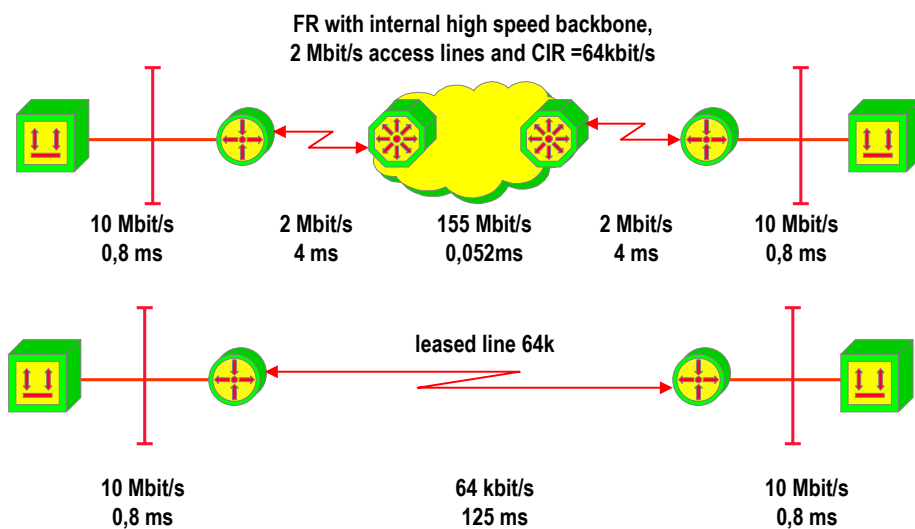 FR with internal high speed backbone,
2 Mbit/s access lines and CIR =64kbit/s
10 Mbit/s
0,8 ms
2 Mbit/s
4 ms
155 Mbit/s
0,052ms
2 Mbit/s
4 ms
10 Mbit/s
0,8 ms
leased line 64k
10 Mbit/s
0,8 ms
64 kbit/s
125 ms
10 Mbit/s
0,8 ms